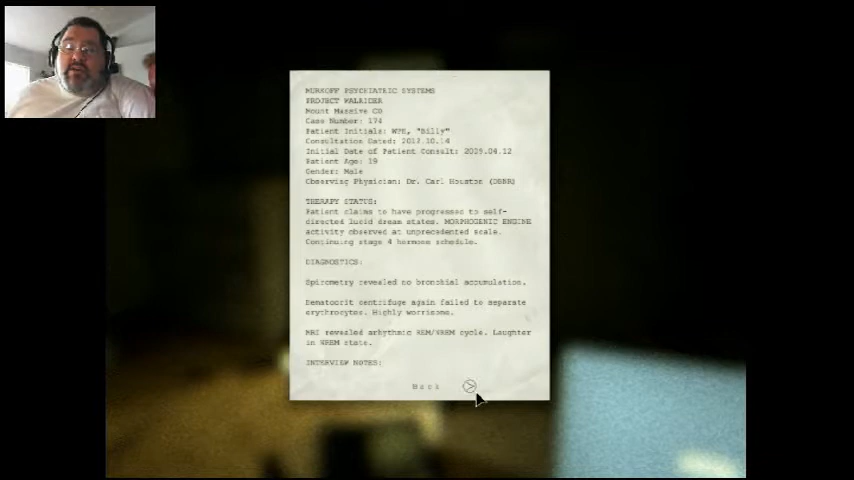 MURKOFF PSYCHIATRIC SYSTEMS
PROJECT WALRIDER
Mount Massive CO
Case Number: 174
Patient Initials: WPH, "Billy"
Consultation Dated: 2012.10.14
Initial Date of Patient Consult: 2009.04.12
Patient Age: 19
Gender: Male
Observing Physician: Dr. Carl Houston (DBNR)
THERAPY STATUS:
Patient claims to have progressed to self-
directed lucid dream states. MORPHOGENIC ENGINE
activity observed at unprecedented scale.
Continuing stage 4 hormone schedule.
DIAGNOSTICS:
Spirometry revealed no bronchial accumulation.
Hematocrit centrifuge again failed to separate
erythrocytes. Highly worrisome.
MRI revealed arhythmic REM/NREM cycle. Laughter
in NREM state.
INTERVIEW NOTES:
Back